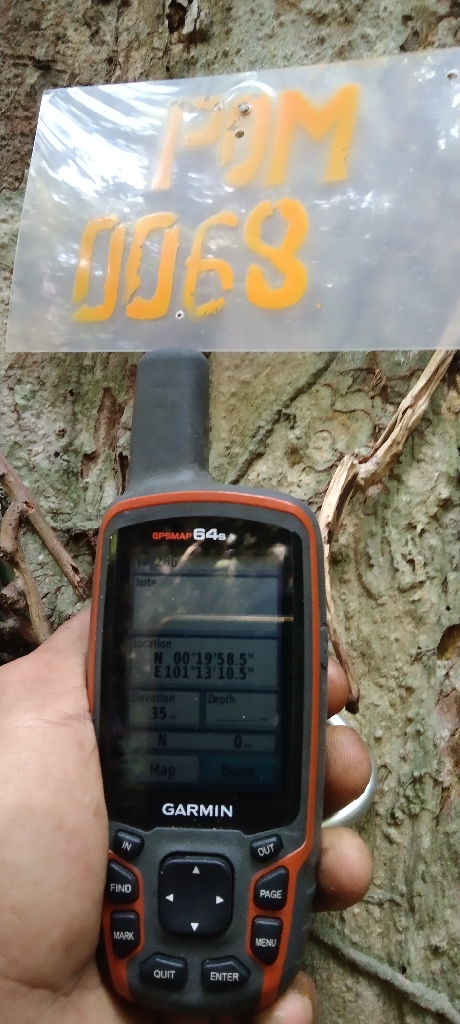 POM
0068
GPSMAP 64s
Note
Location
N 00°19'58.5"
E101°13'10.5"
Elevation
Depth
35m
N
0m
Map
Done
GARMIN
IN
OUT
FIND
PAGE
MARK
MENU
QUIT
ENTER